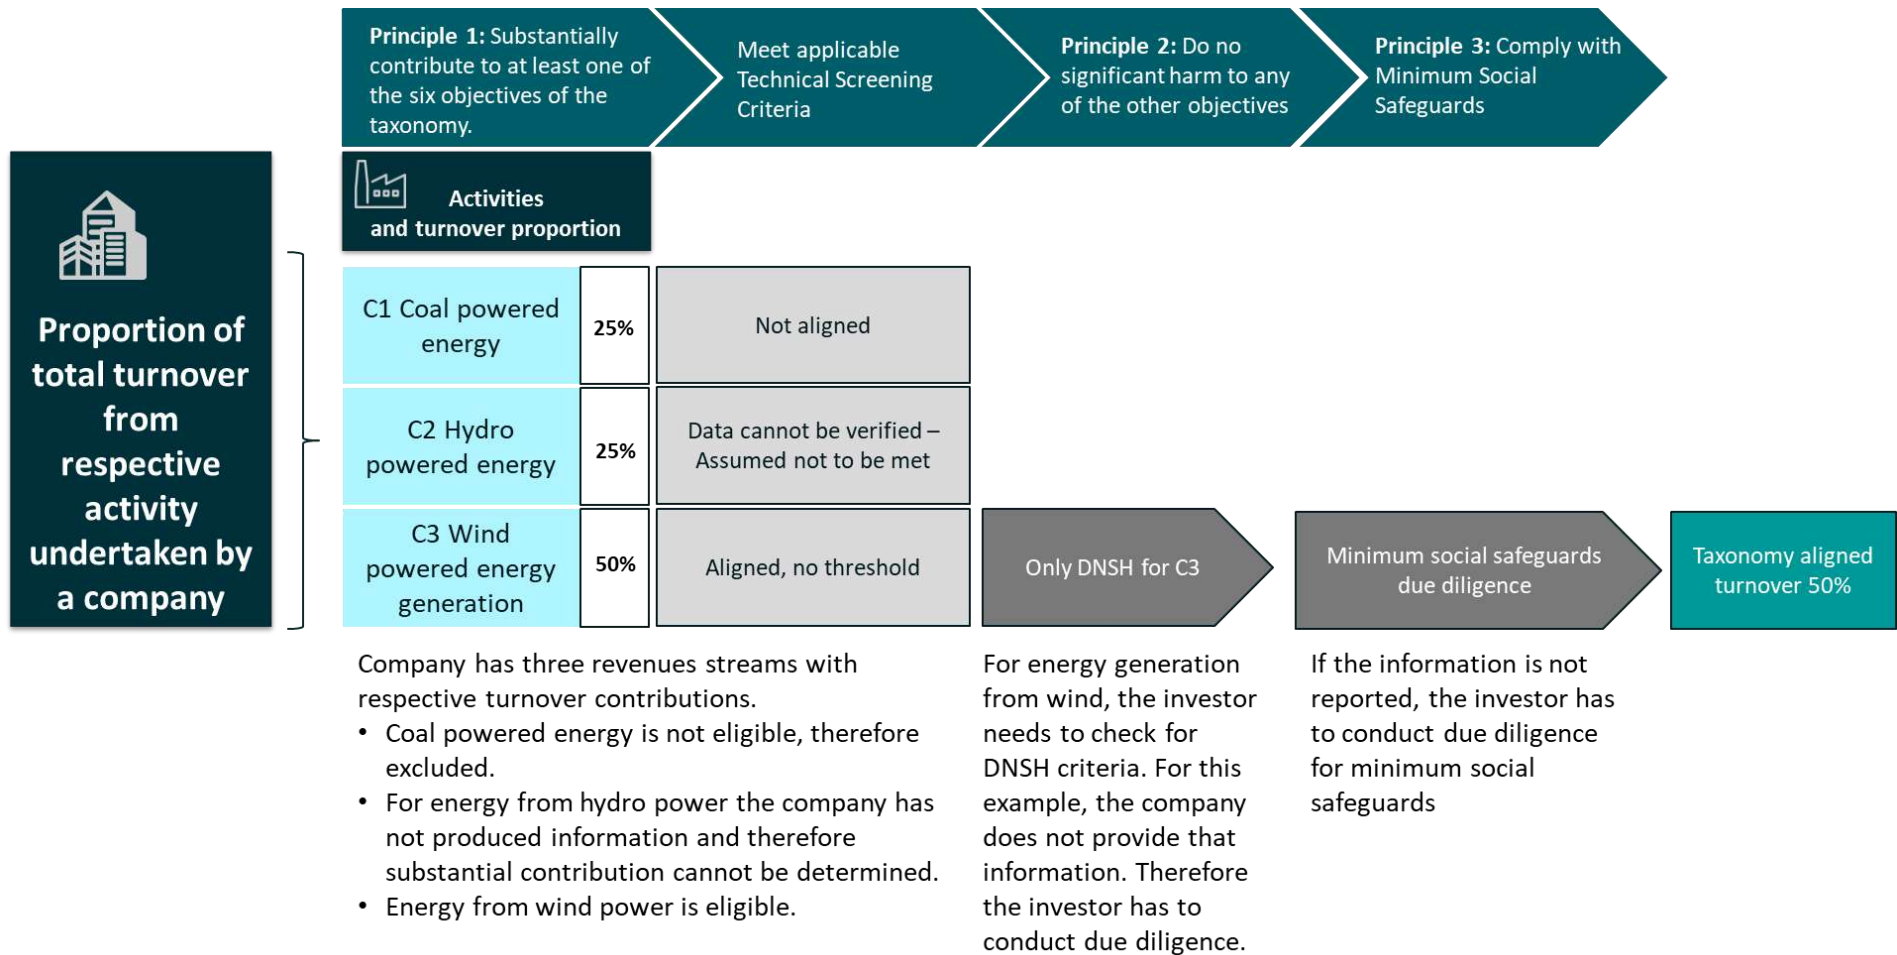 Principle 1: Substantially
contribute to at least one of
the six objectives of the
taxonomy.
Meet applicable
Technical Screening
Criteria
Principle 2: Do no
significant harm to any
of the other objectives
Principle 3: Comply with
Minimum Social
Safeguards
Proportion of
total turnover
from
respective
activity
undertaken by
a company
Activities
and turnover proportion
C1 Coal powered
energy
25%
Not aligned
C2 Hydro
powered energy
25%
Data cannot be verified –
Assumed not to be met
C3 Wind
powered energy
generation
50%
Aligned, no threshold
Only DNSH for C3
Minimum social safeguards
due diligence
Taxonomy aligned
turnover 50%
Company has three revenues streams with
respective turnover contributions.
• Coal powered energy is not eligible, therefore
excluded.
• For energy from hydro power the company has
not produced information and therefore
substantial contribution cannot be determined.
• Energy from wind power is eligible.
For energy generation
from wind, the investor
needs to check for
DNSH criteria. For this
example, the company
does not provide that
information. Therefore
the investor has to
conduct due diligence.
If the information is not
reported, the investor has
to conduct due diligence
for minimum social
safeguards